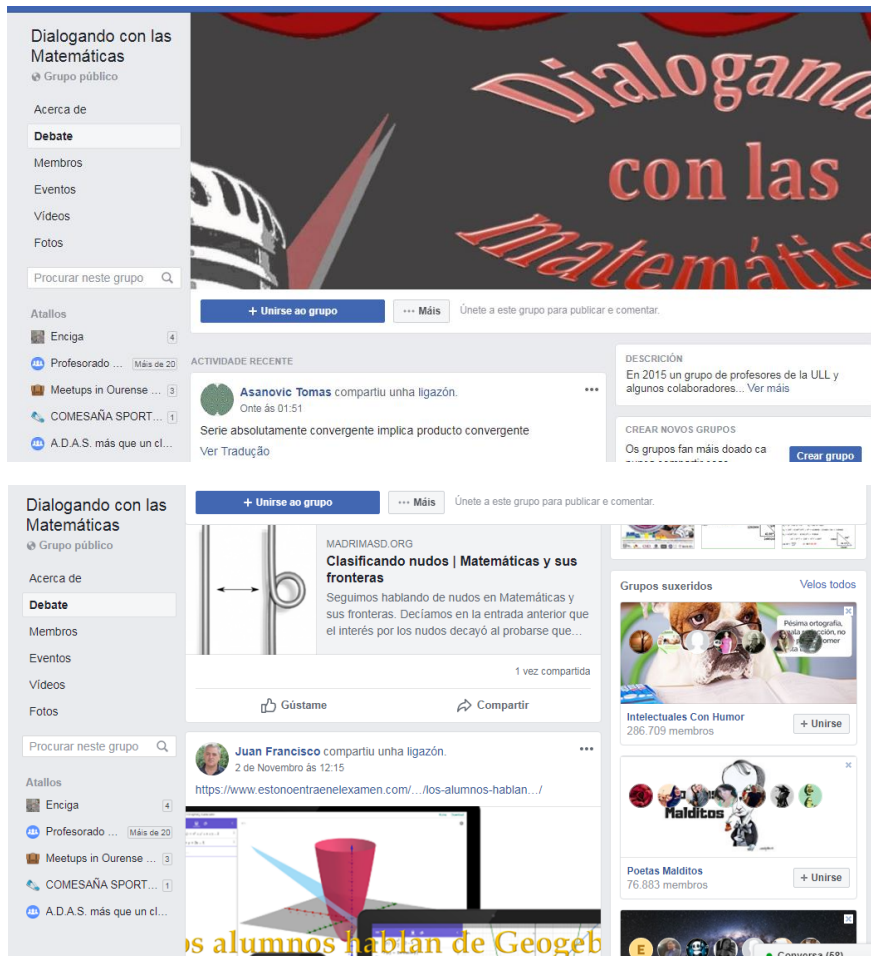 Dialogando con las
Matemáticas
Grupo público
Acerca de
Debate
Membros
Eventos
Vídeos
Fotos
Procurar neste grupo
Atallos
Enciga 4
Profesorado ... Máis de 20
Meetups in Ourense ... 3
COMESAÑA SPORT... 1
A.D.A.S. más que un cl...
Dialogando
con las
+ Unirse ao grupo
••• Máis
Únete a este grupo para publicar e comentar.
ACTIVIDADE RECENTE
Asanovic Tomas compartiu unha ligazón.
Onte ás 01:51
Serie absolutamente convergente implica producto convergente
Ver Tradução
DESCRICIÓN
En 2015 un grupo de profesores de la ULL y
algunos colaboradores... Ver máis
CREAR NOVOS GRUPOS
Os grupos fan máis doado ca
Crear grupo
Dialogando con las
Matemáticas
Grupo público
Acerca de
Debate
Membros
Eventos
Vídeos
Fotos
Procurar neste grupo
Atallos
Enciga 4
Profesorado ... Máis de 20
Meetups in Ourense ... 3
COMESAÑA SPORT... 1
A.D.A.S. más que un cl...
+ Unirse ao grupo
••• Máis
Únete a este grupo para publicar e comentar.
MADRIMASD.ORG
Clasificando nudos | Matemáticas y sus
fronteras
Seguimos hablando de nudos en Matemáticas y
sus fronteras. Decíamos en la entrada anterior que
el interés por los nudos decayó al probarse que...
1 vez compartida
Gústame
Compartir
Juan Francisco compartiu unha ligazón.
2 de Novembro ás 12:15
https://www.estonoentraenelexamen.com/.../los-alumnos-hablan.../
os alumnos hablan de Geogeb
Grupos suxeridos
Velos todos
Pésima ortografía,
Intelectuales Con Humor
286.709 membros
+ Unirse
Malditos
Poetas Malditos
76.883 membros
+ Unirse
E
Conversa (58)